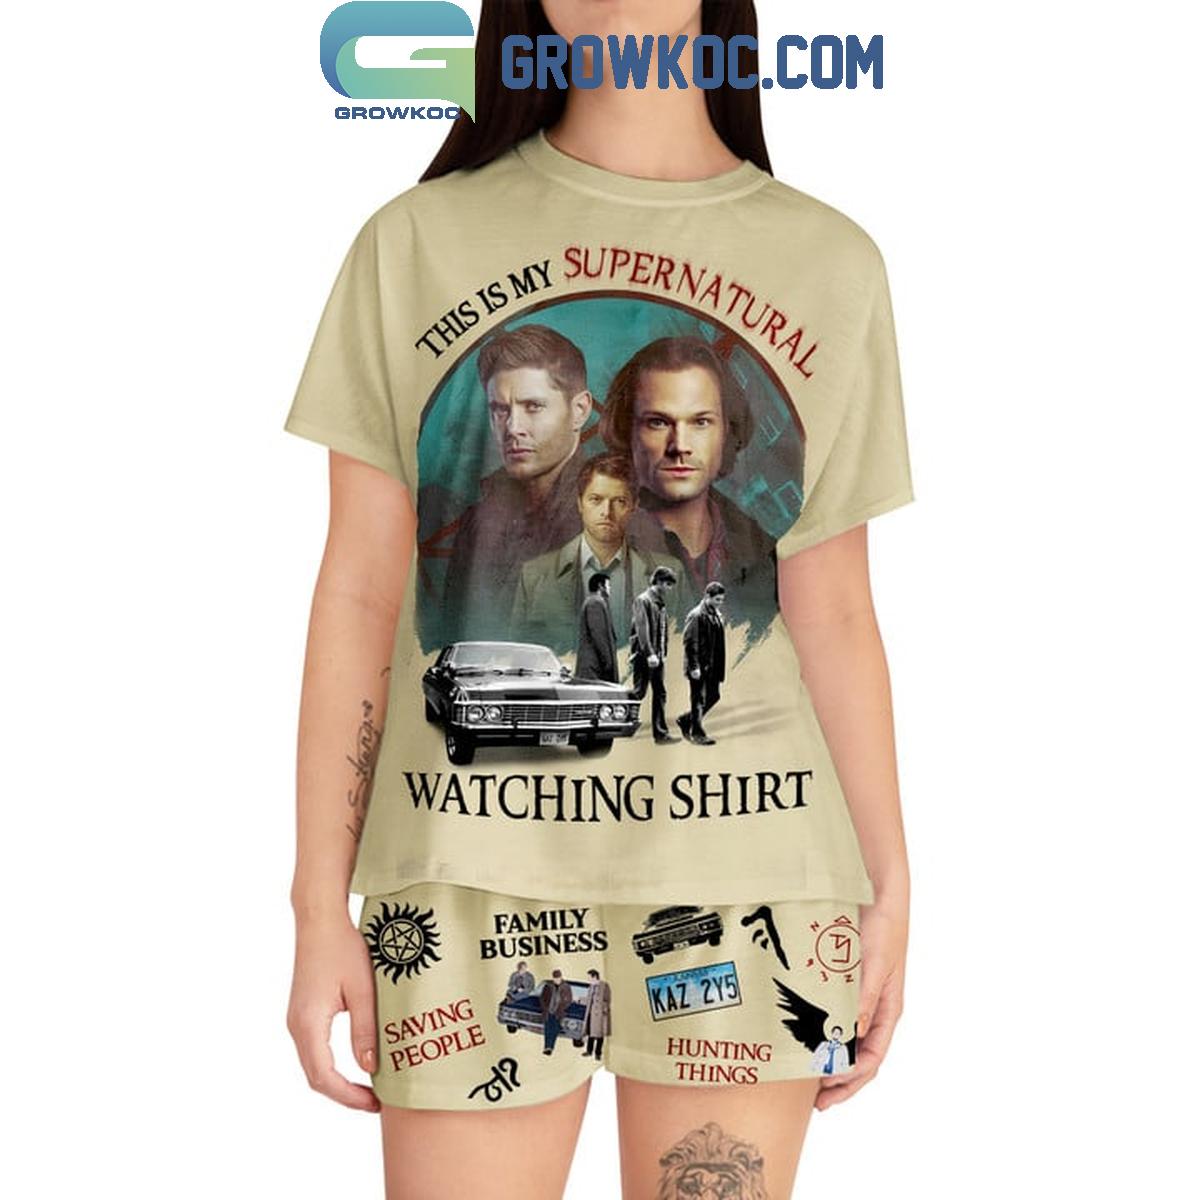 GROWKOC.COM
GROWKOC
THIS IS MY SUPERNATURAL
WATCHING SHIRT
FAMILY
BUSINESS
KAZ 2Y5
SAVING
PEOPLE
HUNTING
THINGS